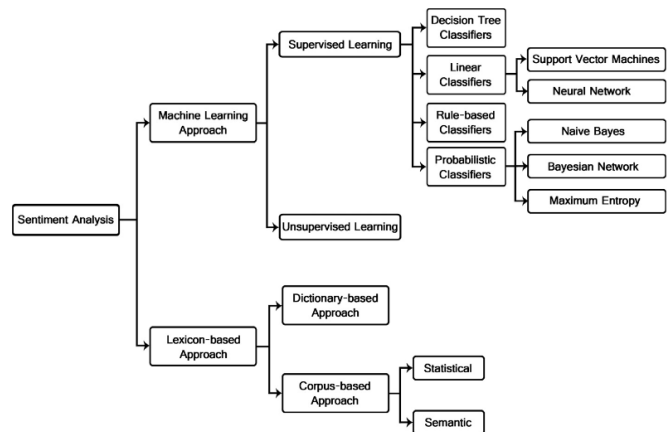 Decision Tree
Classifiers
Supervised Learning
Linear
Classifiers
Support Vector Machines
Neural Network
Machine Learning
Approach
Rule-based
Classifiers
Naive Bayes
Probabilistic
Classifiers
Bayesian Network
Maximum Entropy
Sentiment Analysis
Unsupervised Learning
Dictionary-based
Approach
Lexicon-based
Approach
Statistical
Corpus-based
Approach
Semantic